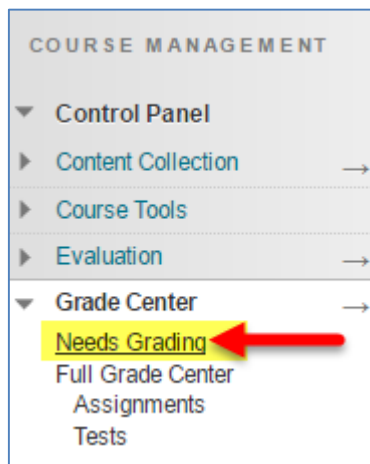 COURSE MANAGEMENT
Control Panel
Content Collection
Course Tools
Evaluation
Grade Center
Needs Grading
Full Grade Center
Assignments
Tests